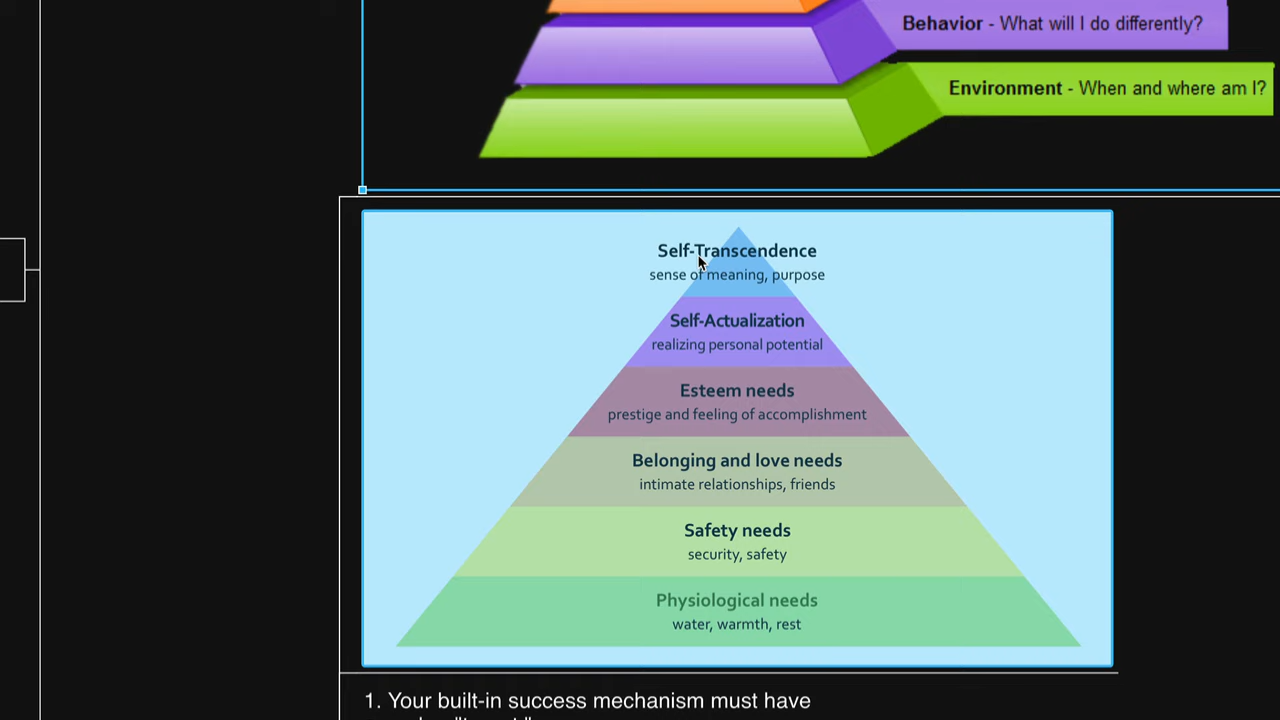 Behavior - What will I do differently?
Environment - When and where am I?
Self-Transcendence
sense of meaning, purpose
Self-Actualization
realizing personal potential
Esteem needs
prestige and feeling of accomplishment
Belonging and love needs
intimate relationships, friends
Safety needs
security, safety
Physiological needs
water, warmth, rest
1. Your built-in success mechanism must have